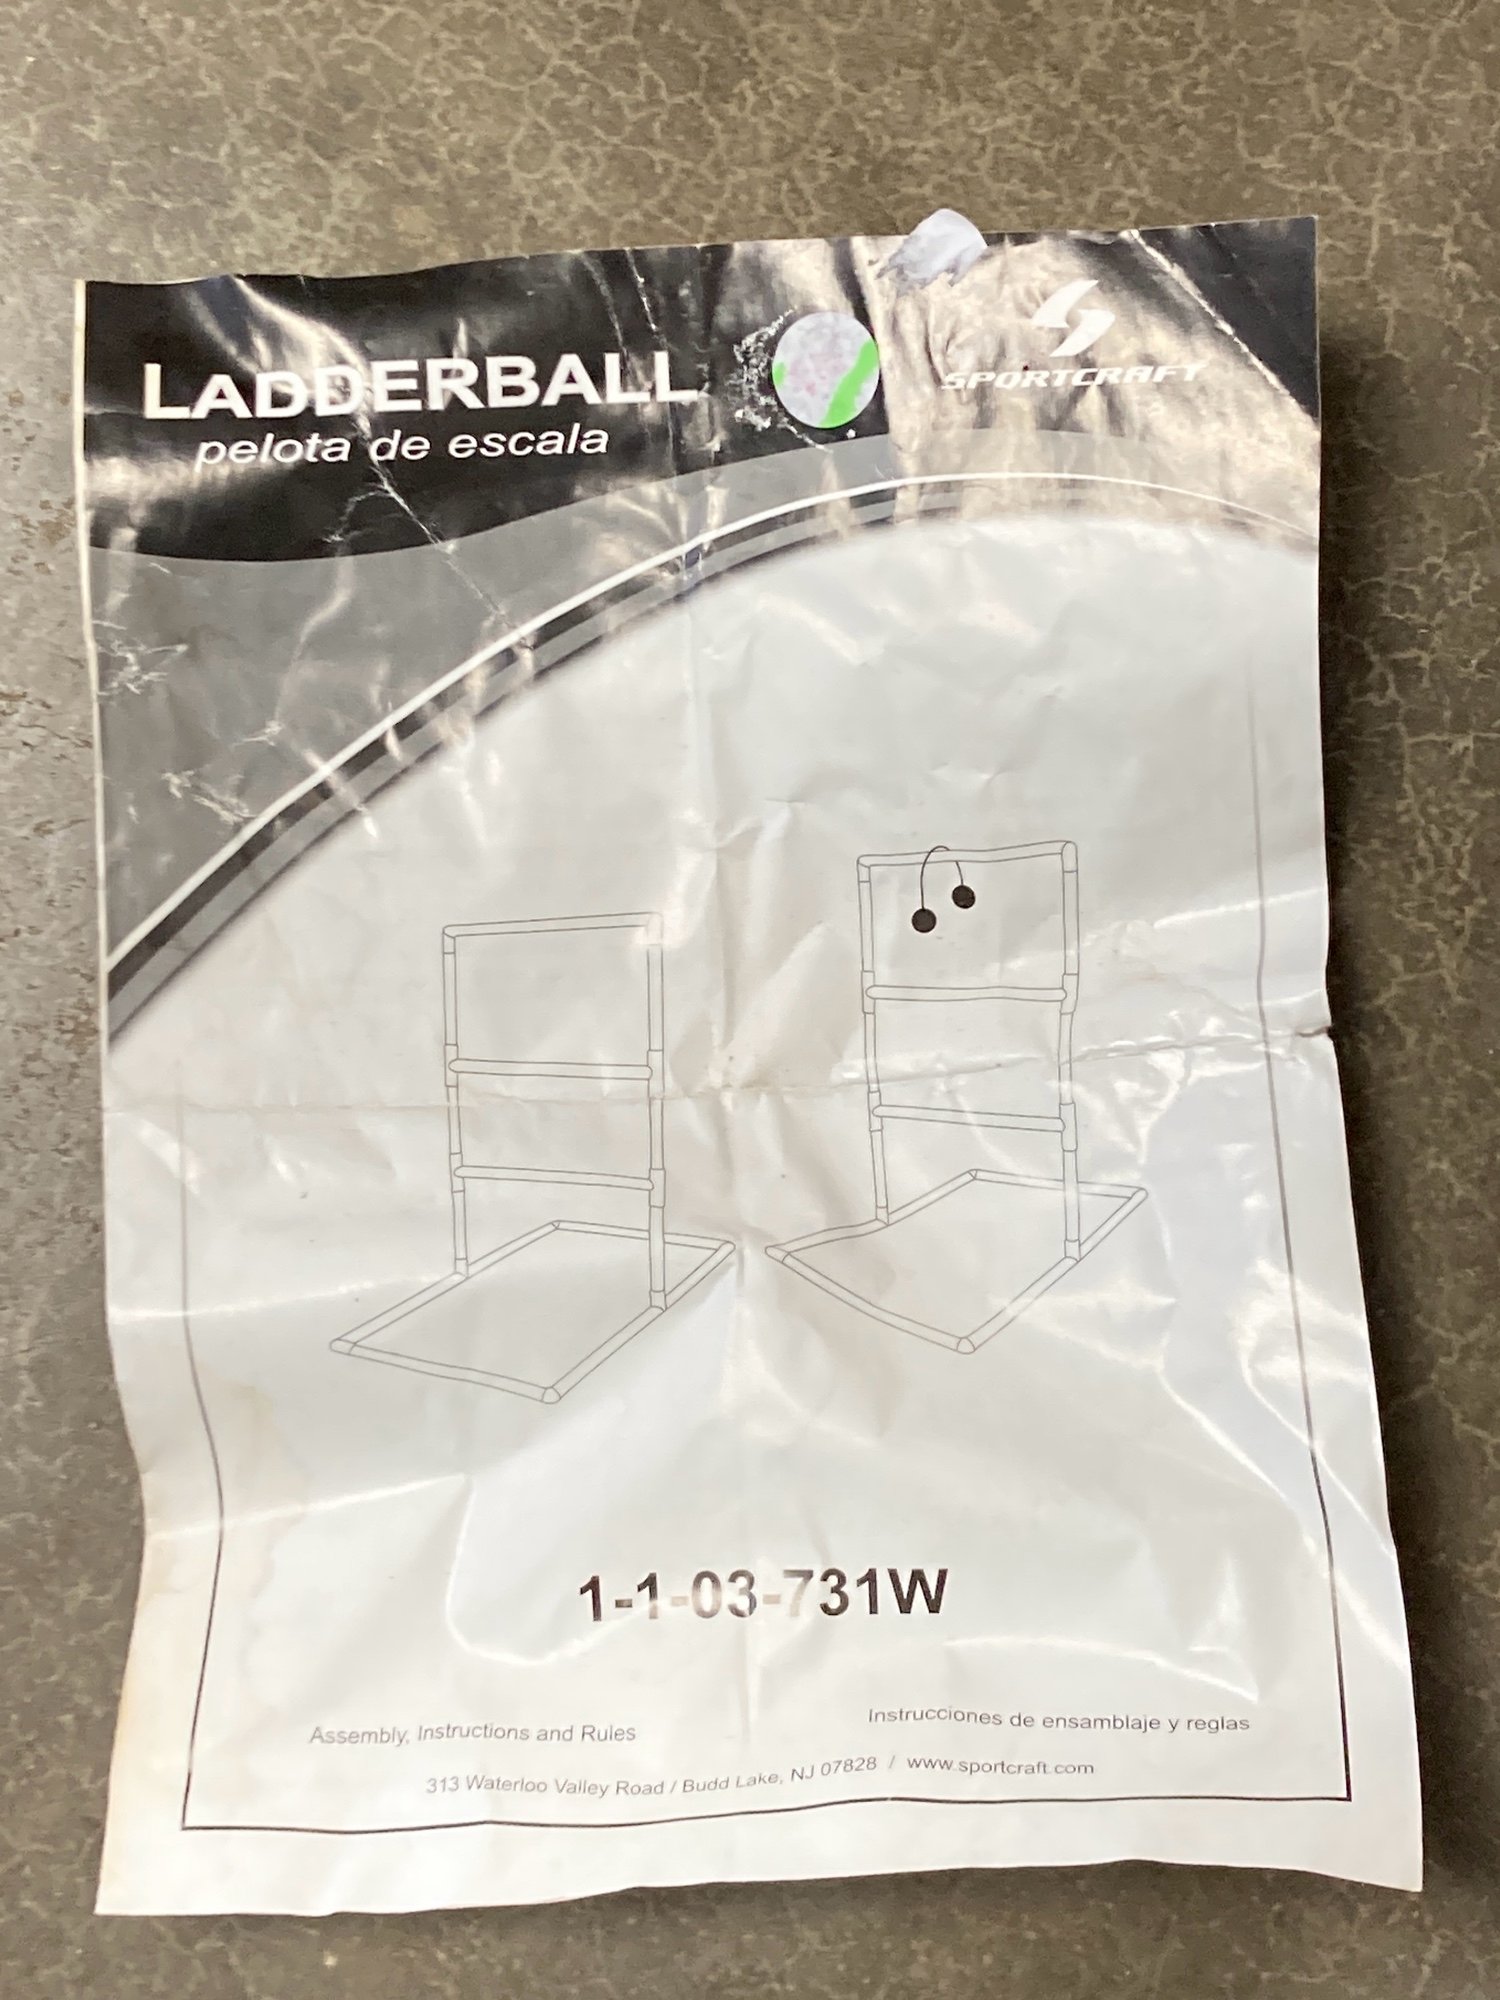 LADDERBALL
pelota de escala
SPORTCRAFT
1-1-03-731W
Assembly, Instructions and Rules
Instrucciones de ensamblaje y reglas
313 Waterloo Valley Road / Budd Lake, NJ 07828 / www.sportcraft.com